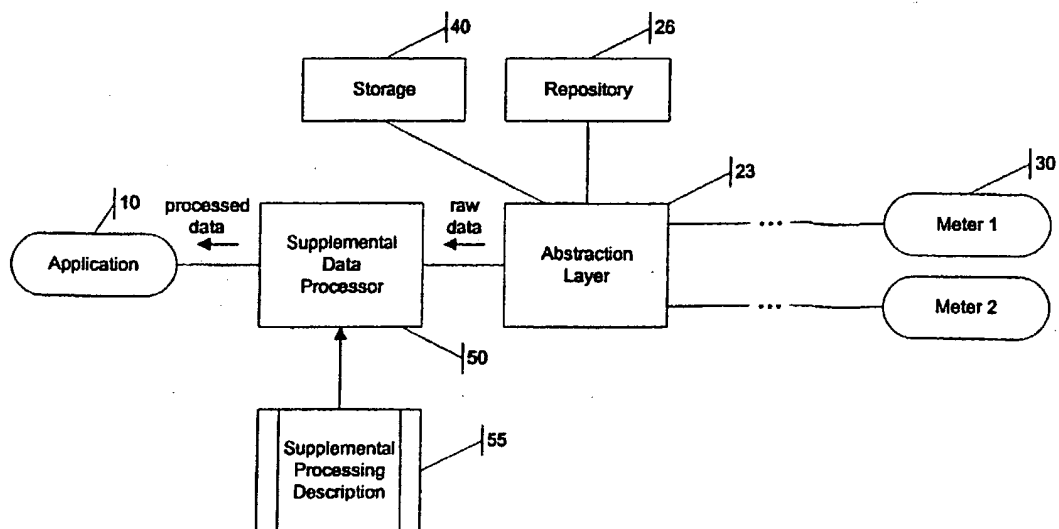 40
26
Storage
Repository
23
30
10
processed
data
raw
data
Application
Supplemental
Data
Processor
Abstraction
Layer
...
Meter 1
...
Meter 2
50
Supplemental
Processing
Description
55